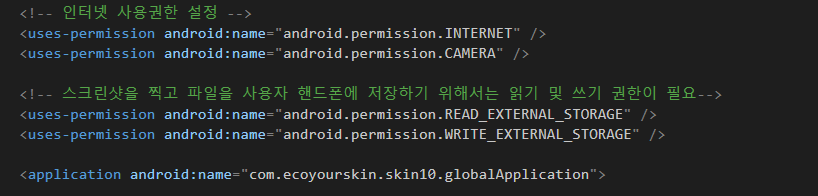 <!-- 인터넷 사용권한 설정 -->
<uses-permission android:name="android.permission.INTERNET" />
<uses-permission android:name="android.permission.CAMERA" />
<!-- 스크린샷을 찍고 파일을 사용자 핸드폰에 저장하기 위해서는 읽기 및 쓰기 권한이 필요-->
<uses-permission android:name="android.permission.READ_EXTERNAL_STORAGE" />
<uses-permission android:name="android.permission.WRITE_EXTERNAL_STORAGE" />
<application android:name="com.ecoyourskin.skin10.globalApplication">